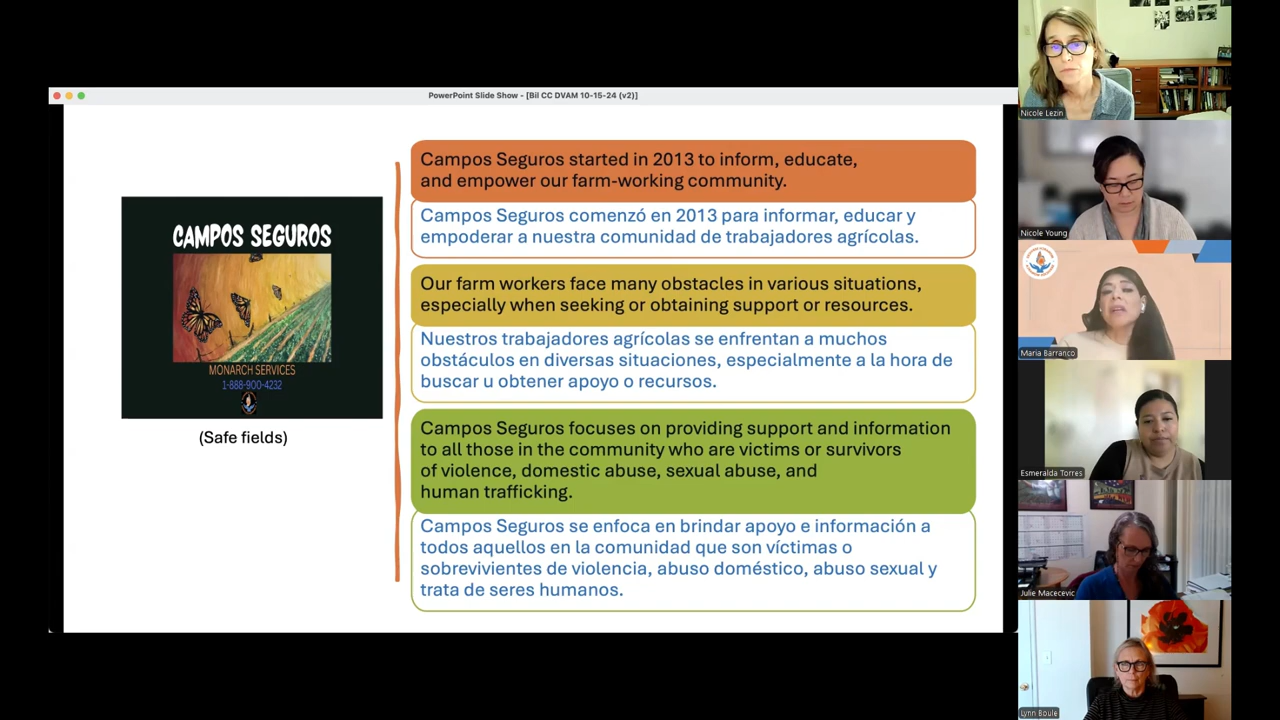 PowerPoint Slide Show - [Bil CC DVAM 10-15-24 (v2)]
CAMPOS SEGUROS
MONARCH SERVICES
1-888-900-4232
(Safe fields)
Campos Seguros started in 2013 to inform, educate,
and empower our farm-working community.
Campos Seguros comenzó en 2013 para informar, educar y
empoderar a nuestra comunidad de trabajadores agrícolas.
Our farm workers face many obstacles in various situations,
especially when seeking or obtaining support or resources.
Nuestros trabajadores agrícolas se enfrentan a muchos
obstáculos en diversas situaciones, especialmente a la hora de
buscar u obtener apoyo o recursos.
Campos Seguros focuses on providing support and information
to all those in the community who are victims or survivors
of violence, domestic abuse, sexual abuse, and
human trafficking.
Campos Seguros se enfoca en brindar apoyo e información a
todos aquellos en la comunidad que son víctimas o
sobrevivientes de violencia, abuso doméstico, abuso sexual y
trata de seres humanos.
Nicole Lezin
Nicole Young
Maria Barranco
Esmeralda Torres
Julie Macecevic
Lynn Boule